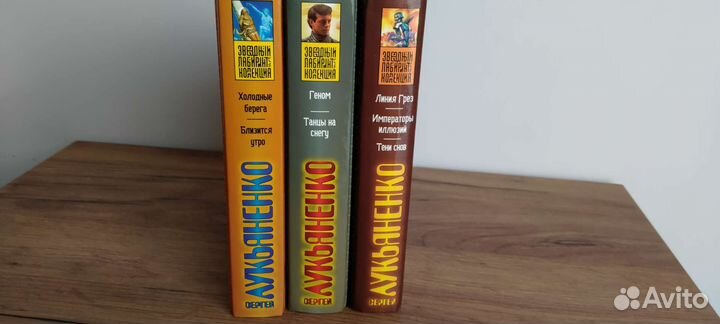 ЗВЕЗДНЫЙ
ЛАБИРИНТ:
КОЛЛЕКЦИЯ
Холодные
берега
Близится
утро
СЕРГЕЙ
ЛУКЬЯНЕНКО
ЗВЕЗДНЫЙ
ЛАБИРИНТ:
КОЛЛЕКЦИЯ
Геном
Танцы на
снегу
СЕРГЕЙ
ЛУКЬЯНЕНКО
ЗВЕЗДНЫЙ
ЛАБИРИНТ:
КОЛЛЕКЦИЯ
Линия Грез
Императоры
иллюзий
Тени снов
СЕРГЕЙ
ЛУКЬЯНЕНКО
Avito